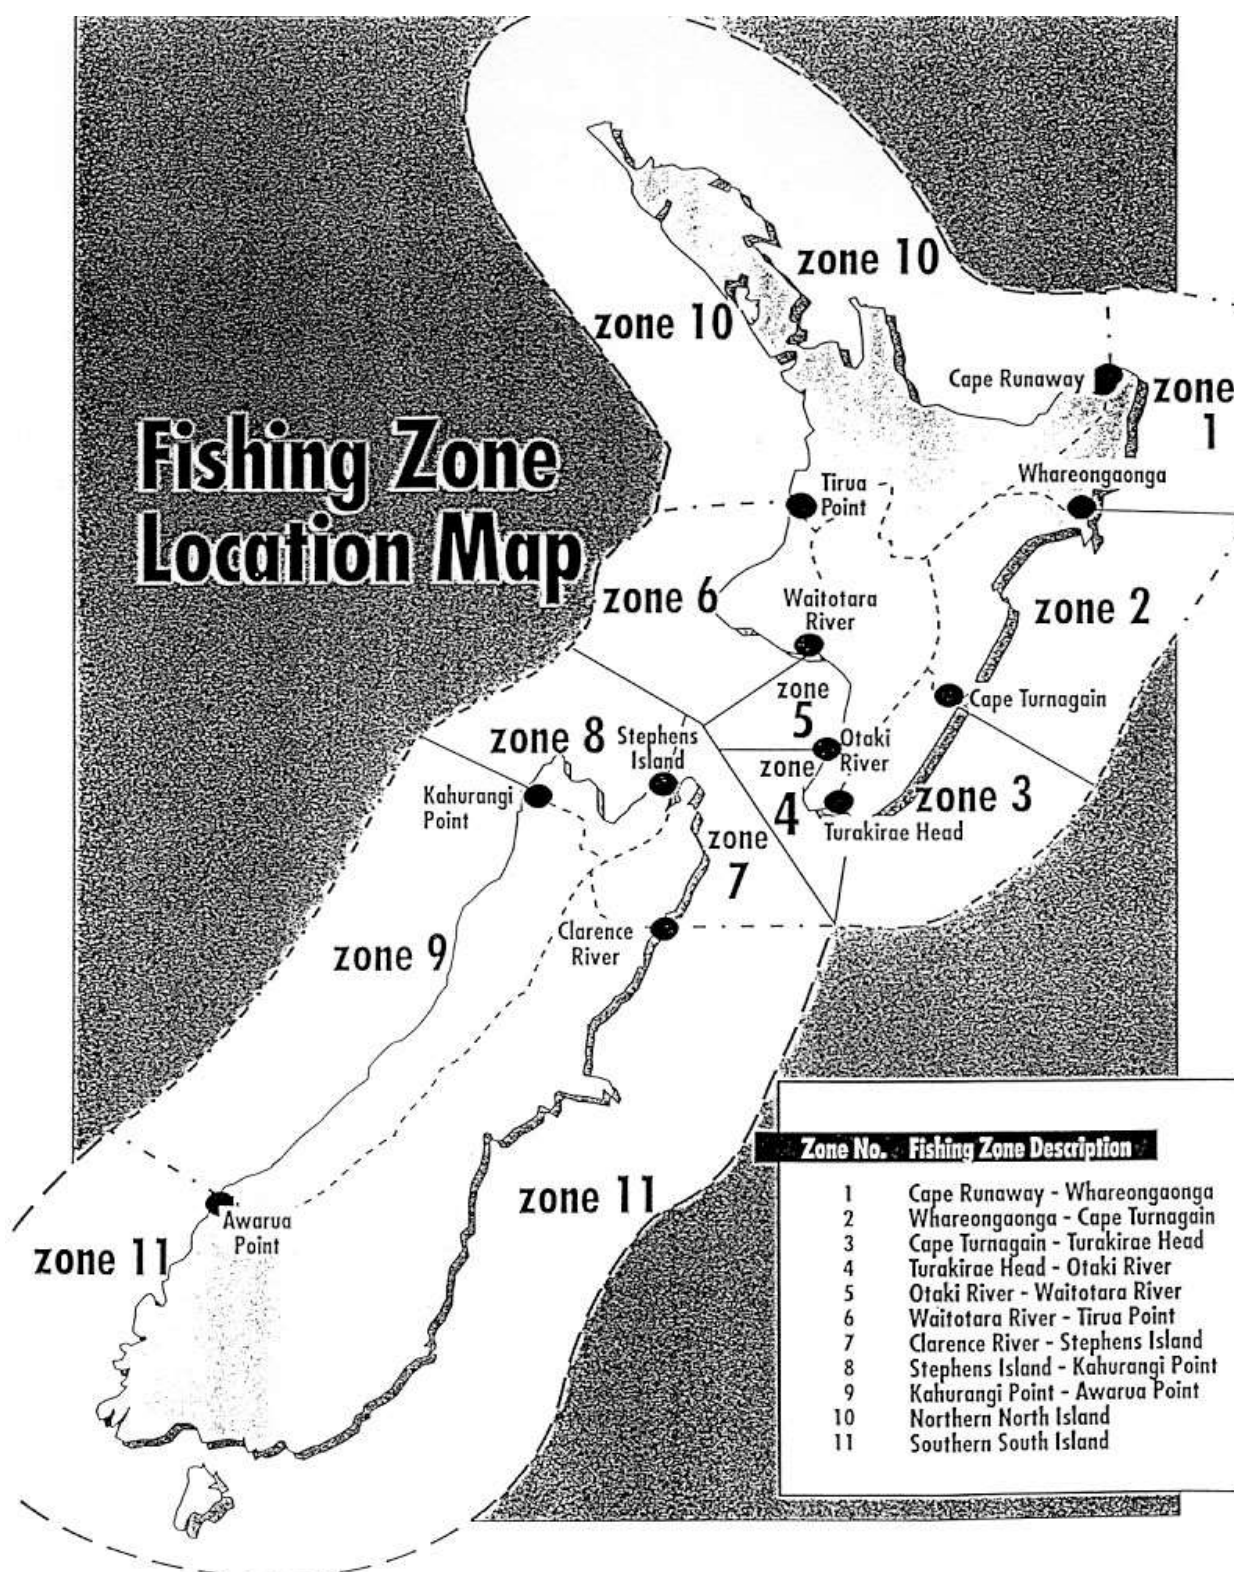 zone 10
zone 10
Cape Runaway
zone
1
Fishing Zone
Location Map
Whareongaonga
Tirua
Point
zone 6
Waitotara
River
zone 2
zone
5
Cape Turnagain
zone 8
Stephens
Island
Otaki
River
zone
4
Kahurangi
Point
zone 3
Turakirae Head
zone
7
Clarence
River
zone 9
zone 11
Awarua
Point
zone 11
Zone No. Fishing Zone Description
1 Cape Runaway - Whareongaonga
2 Whareongaonga - Cape Turnagain
3 Cape Turnagain - Turakirae Head
4 Turakirae Head - Otaki River
5 Otaki River - Waitotara River
6 Waitotara River - Tirua Point
7 Clarence River - Stephens Island
8 Stephens Island - Kahurangi Point
9 Kahurangi Point - Awarua Point
10 Northern North Island
11 Southern South Island